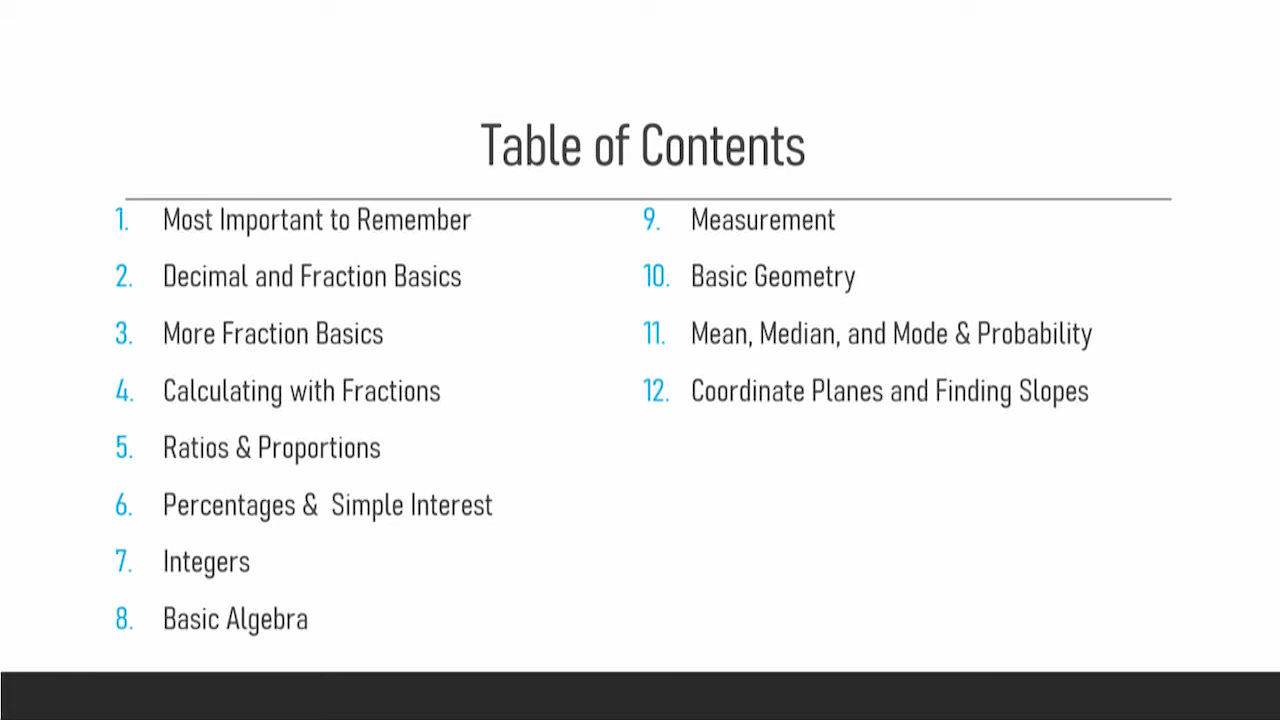 Table of Contents
1. Most Important to Remember
2. Decimal and Fraction Basics
3. More Fraction Basics
4. Calculating with Fractions
5. Ratios & Proportions
6. Percentages &  Simple Interest
7. Integers
8. Basic Algebra
9. Measurement
10. Basic Geometry
11. Mean, Median, and Mode & Probability
12. Coordinate Planes and Finding Slopes